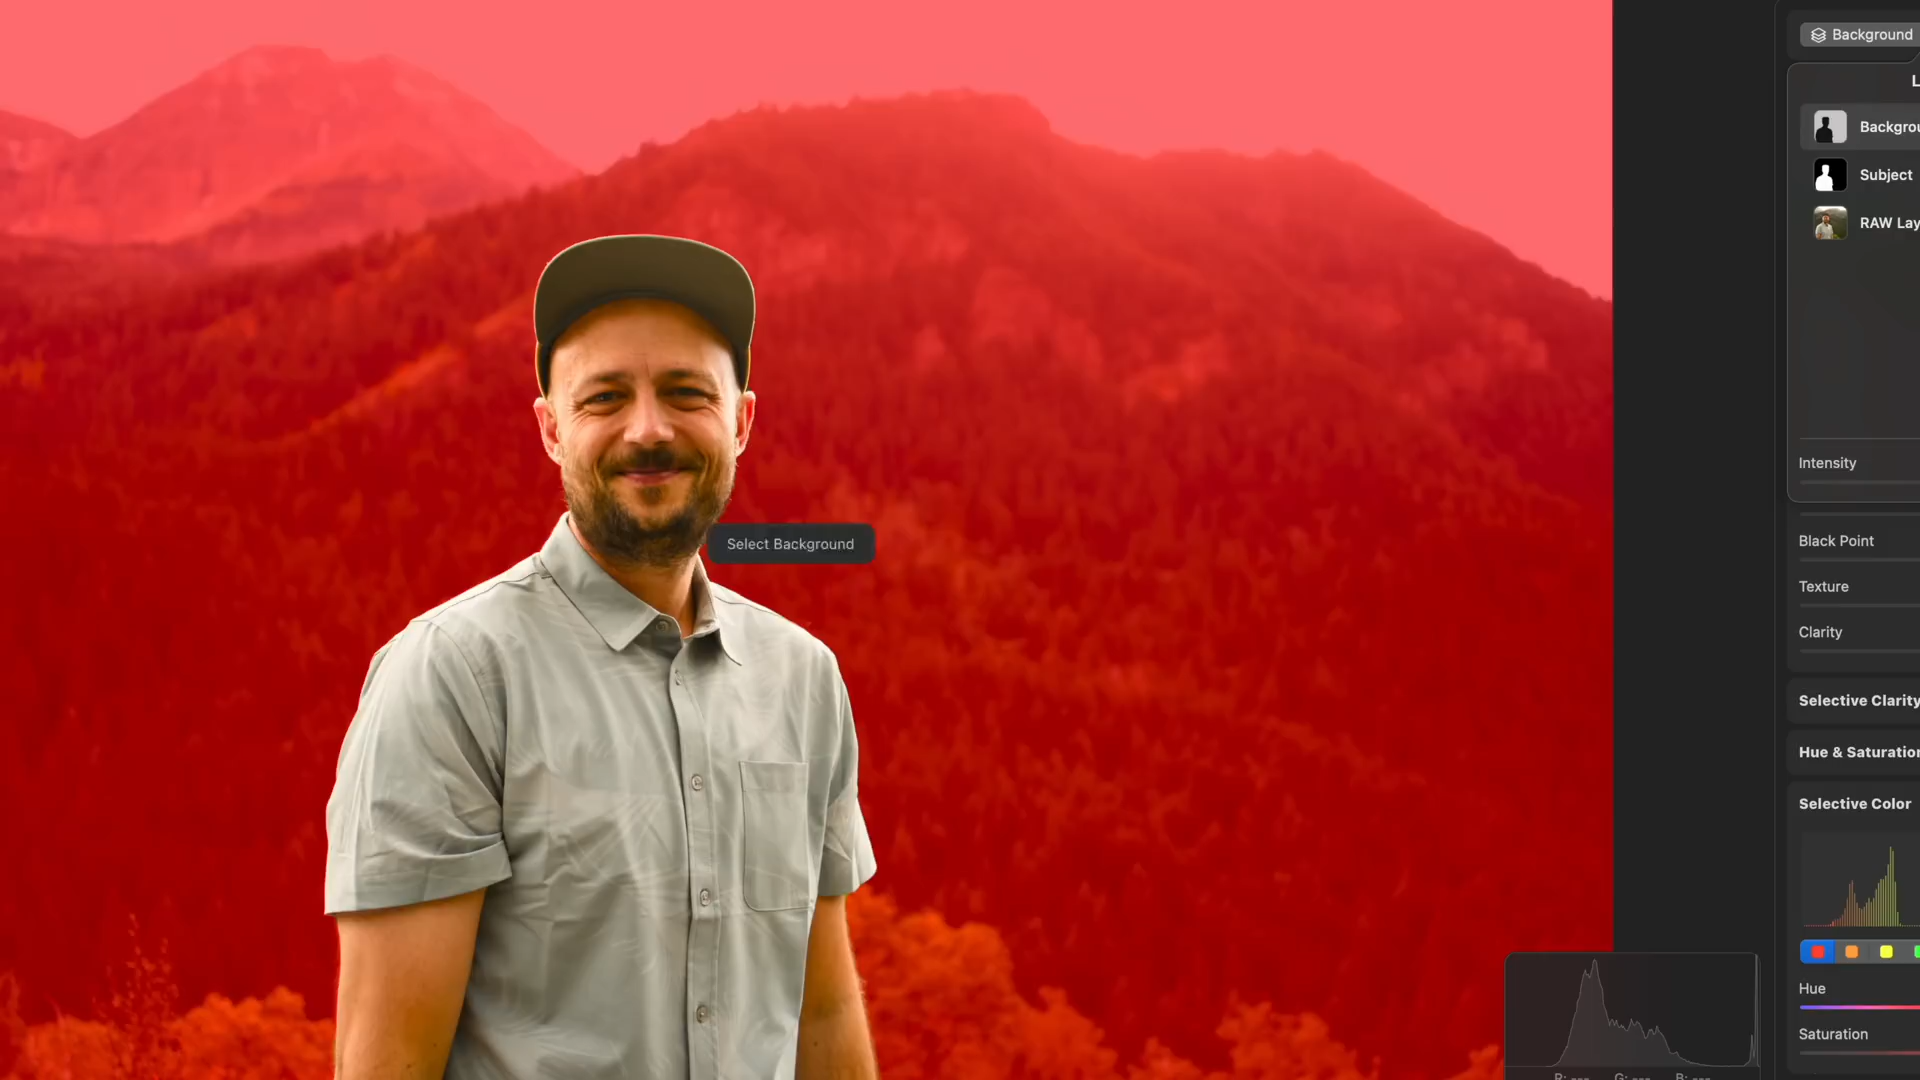 Background
L
Backgrou
Subject
RAW Lay
Intensity
Select Background
Black Point
Texture
Clarity
Selective Clarity
Hue & Saturation
Selective Color
Hue
Saturation
R: --- G: --- B: ---